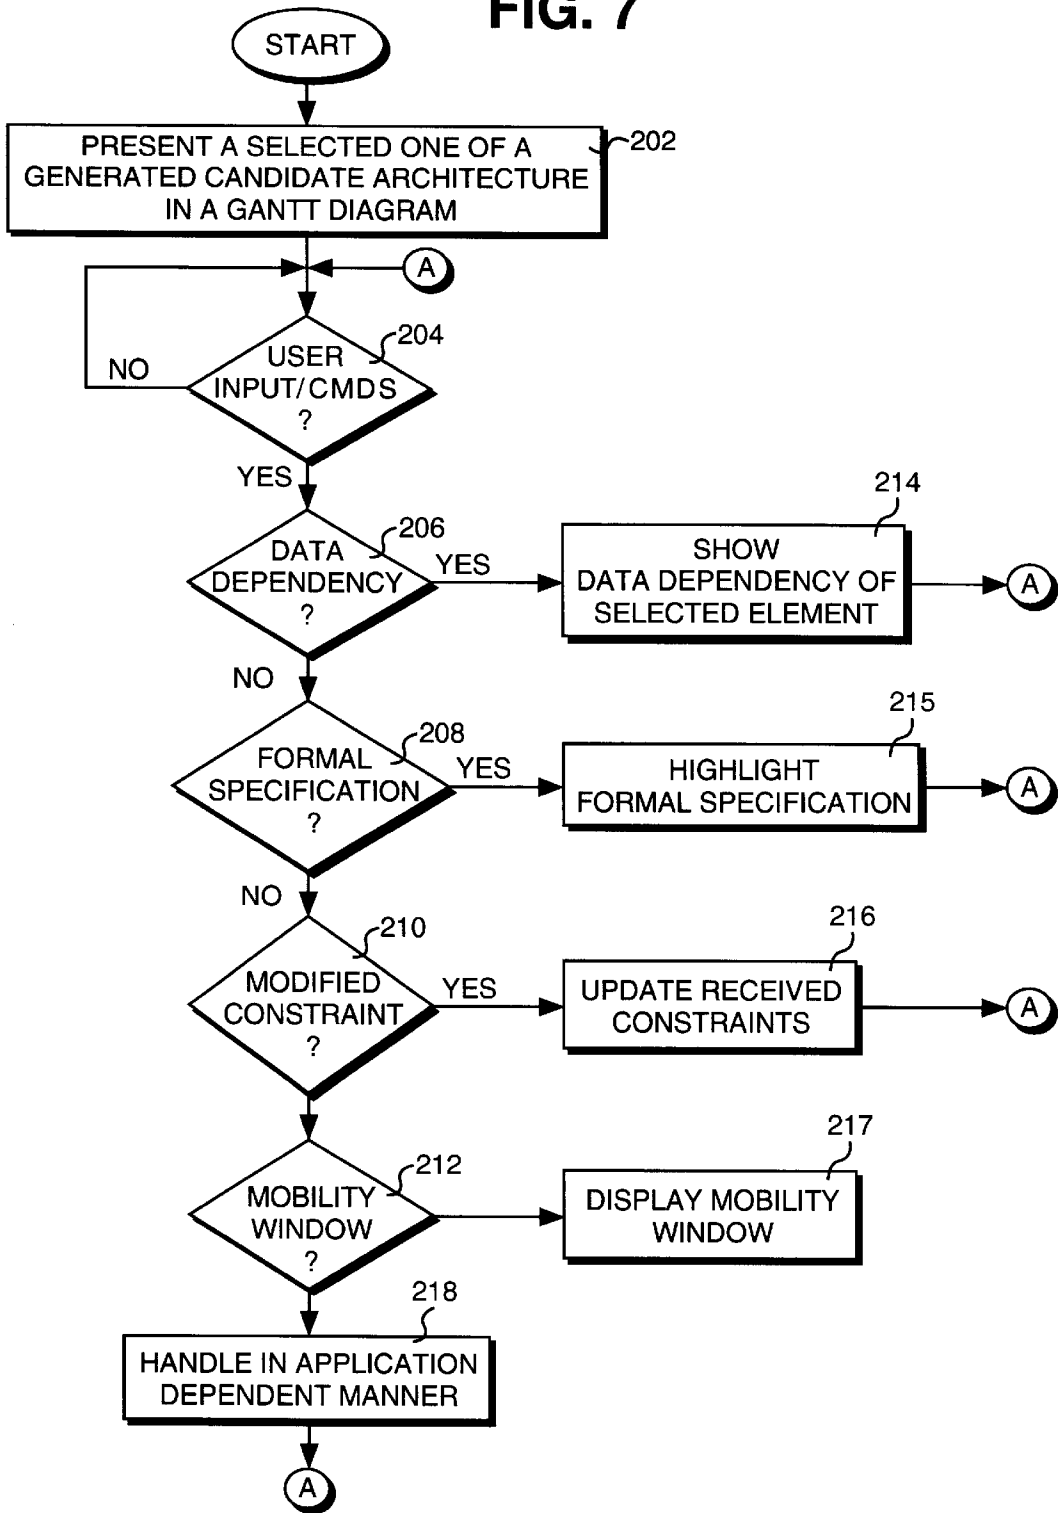 FIG. 7
START
PRESENT A SELECTED ONE OF A
GENERATED CANDIDATE ARCHITECTURE
IN A GANTT DIAGRAM
202
A
204
USER
INPUT/CMDS
?
NO
YES
206
DATA
DEPENDENCY
?
YES
214
SHOW
DATA DEPENDENCY OF
SELECTED ELEMENT
A
NO
208
FORMAL
SPECIFICATION
?
YES
215
HIGHLIGHT
FORMAL SPECIFICATION
A
NO
210
MODIFIED
CONSTRAINT
?
YES
216
UPDATE RECEIVED
CONSTRAINTS
A
212
MOBILITY
WINDOW
?
217
DISPLAY MOBILITY
WINDOW
218
HANDLE IN APPLICATION
DEPENDENT MANNER
A